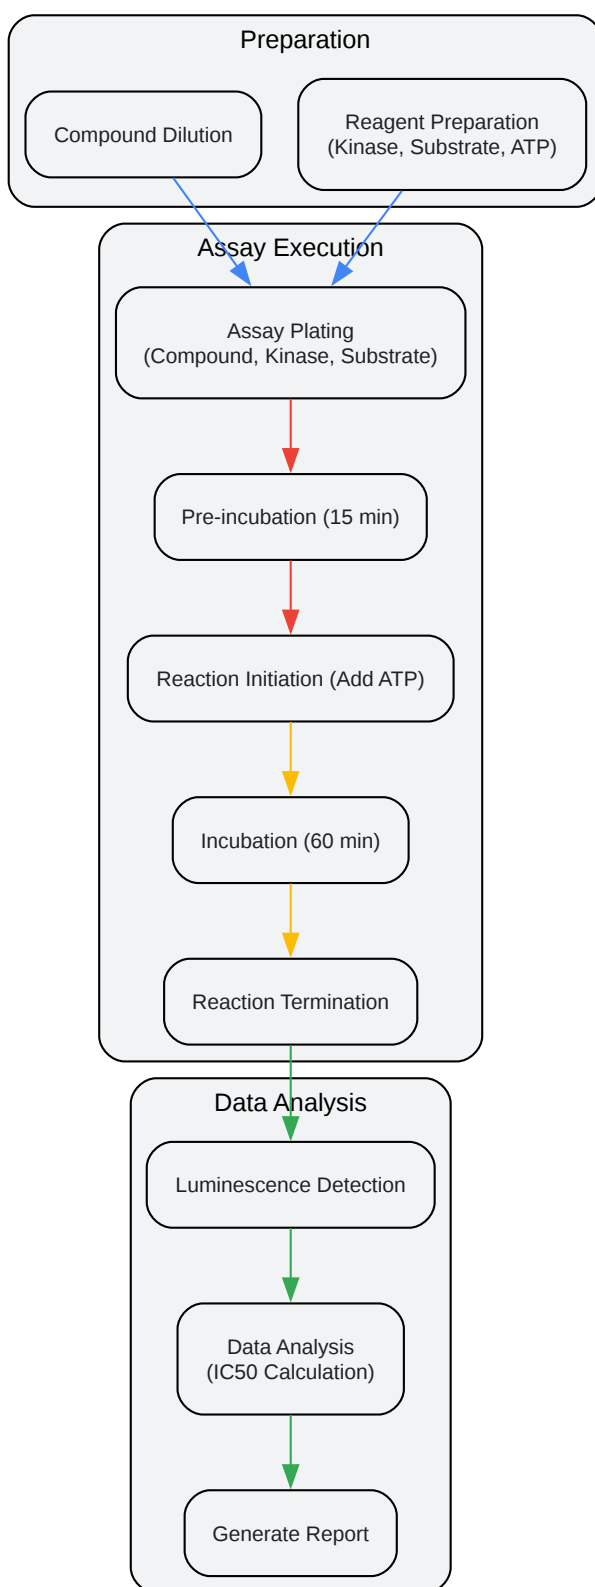 Preparation
Compound Dilution
Reagent Preparation
(Kinase, Substrate, ATP)
Assay Execution
Assay Plating
(Compound, Kinase, Substrate)
Pre-incubation (15 min)
Reaction Initiation (Add ATP)
Incubation (60 min)
Reaction Termination
Data Analysis
Luminescence Detection
Data Analysis
(IC50 Calculation)
Generate Report